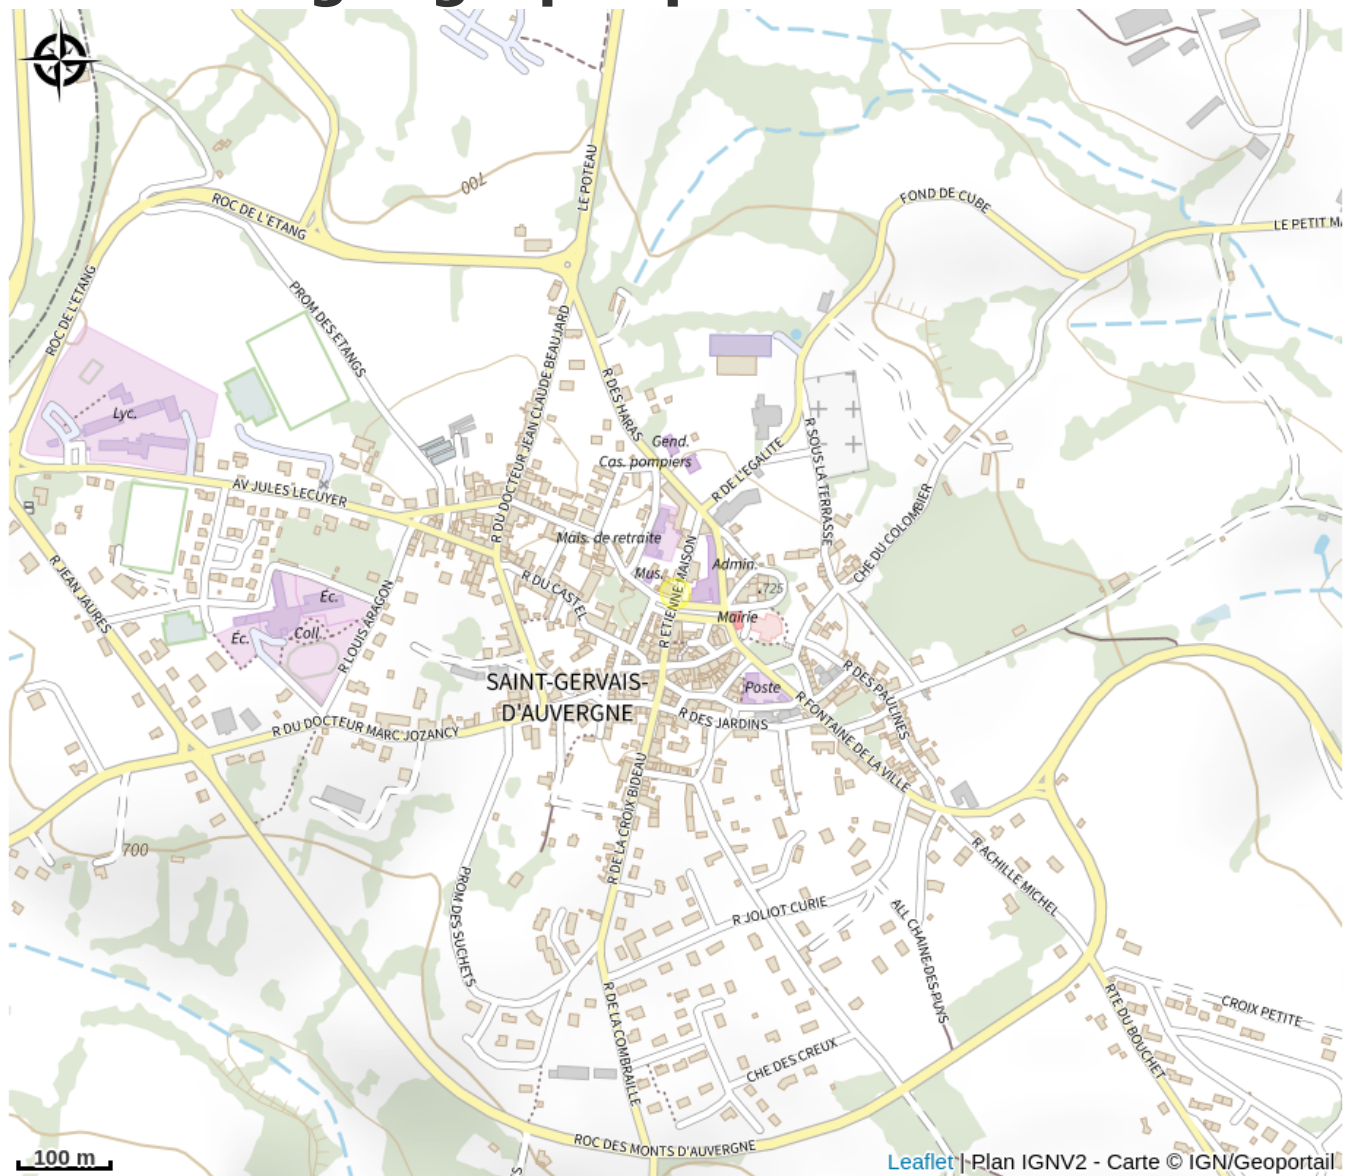 700
LE POTEAU
ROC DE L'ETANG
FOND DE CUBE
LE PETIT M
ROC DE L'ETANG
PROM DES ETANGS
R DU DOCTEUR JEAN CLAUDE BEAUJARD
R DES HARAS
Lyc.
Gend.
Cas. pompiers
R DE L'EGALITE
R SOUS LA TERRASSE
AV JULES LECUYER
CHE DU COLOMBIER
Mais. de retraite
R ETIENNE MAISON
Mus.
Admin.
.725
R DU CASTEL
R JEAN JAURES
Éc.
Mairie
Éc.
Coll.
R LOUIS ARAGON
SAINT-GERVAIS-
D'AUVERGNE
Poste
R DES PAULINES
R DES JARDINS
R FONTAINE DE LA VILLE
R DU DOCTEUR MARC JOZANCY
R DE LA CROIX BIDEAU
700
R ACHILLE MICHEL
PROM DES SUCHETS
R JOLIOT CURIE
ALL CHAINE-DES-PUYS
R DE LA COMBRAILLE
RTE DU BOUCHET
CROIX PETITE
CHE DES CREUX
ROC DES MONTS D'AUVERGNE
100 m
Leaflet | Plan IGNV2 - Carte © IGN/Geoportail